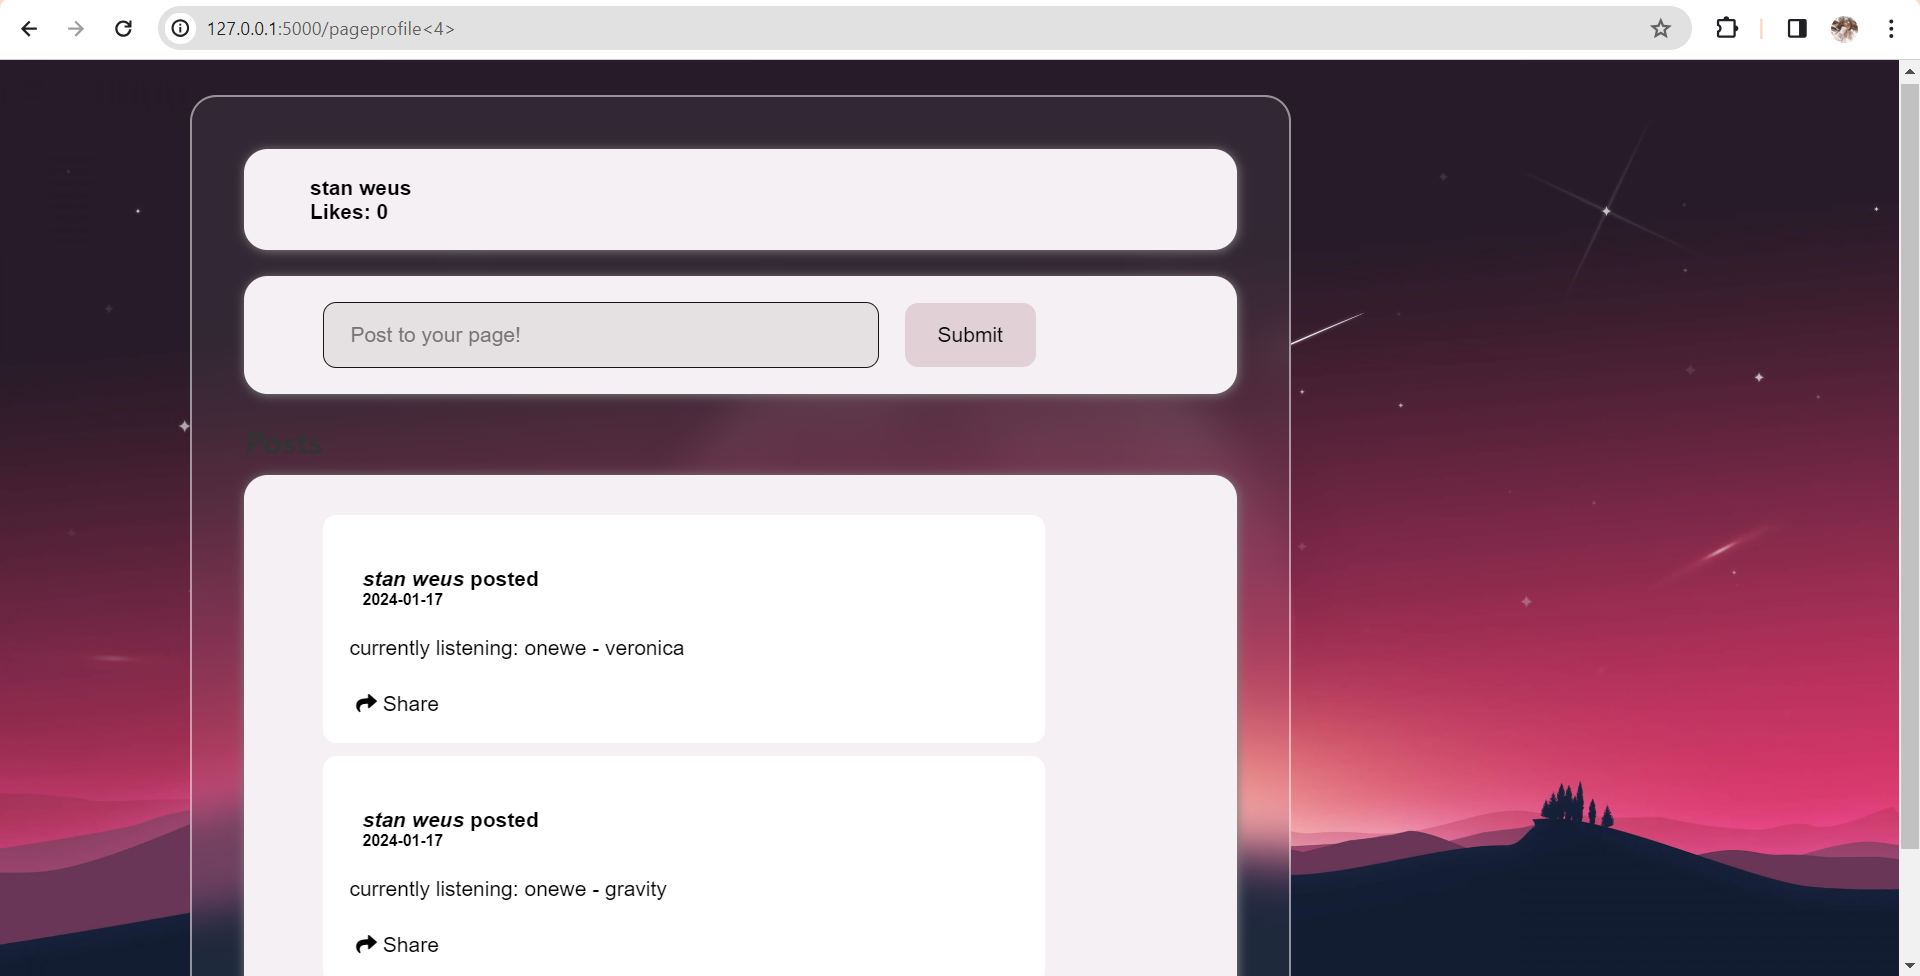 127.0.0.1:5000/pageprofile<4>
stan weus
Likes: 0
Post to your page!
Submit
Posts
stan weus posted
2024-01-17
currently listening: onewe - veronica
Share
stan weus posted
2024-01-17
currently listening: onewe - gravity
Share